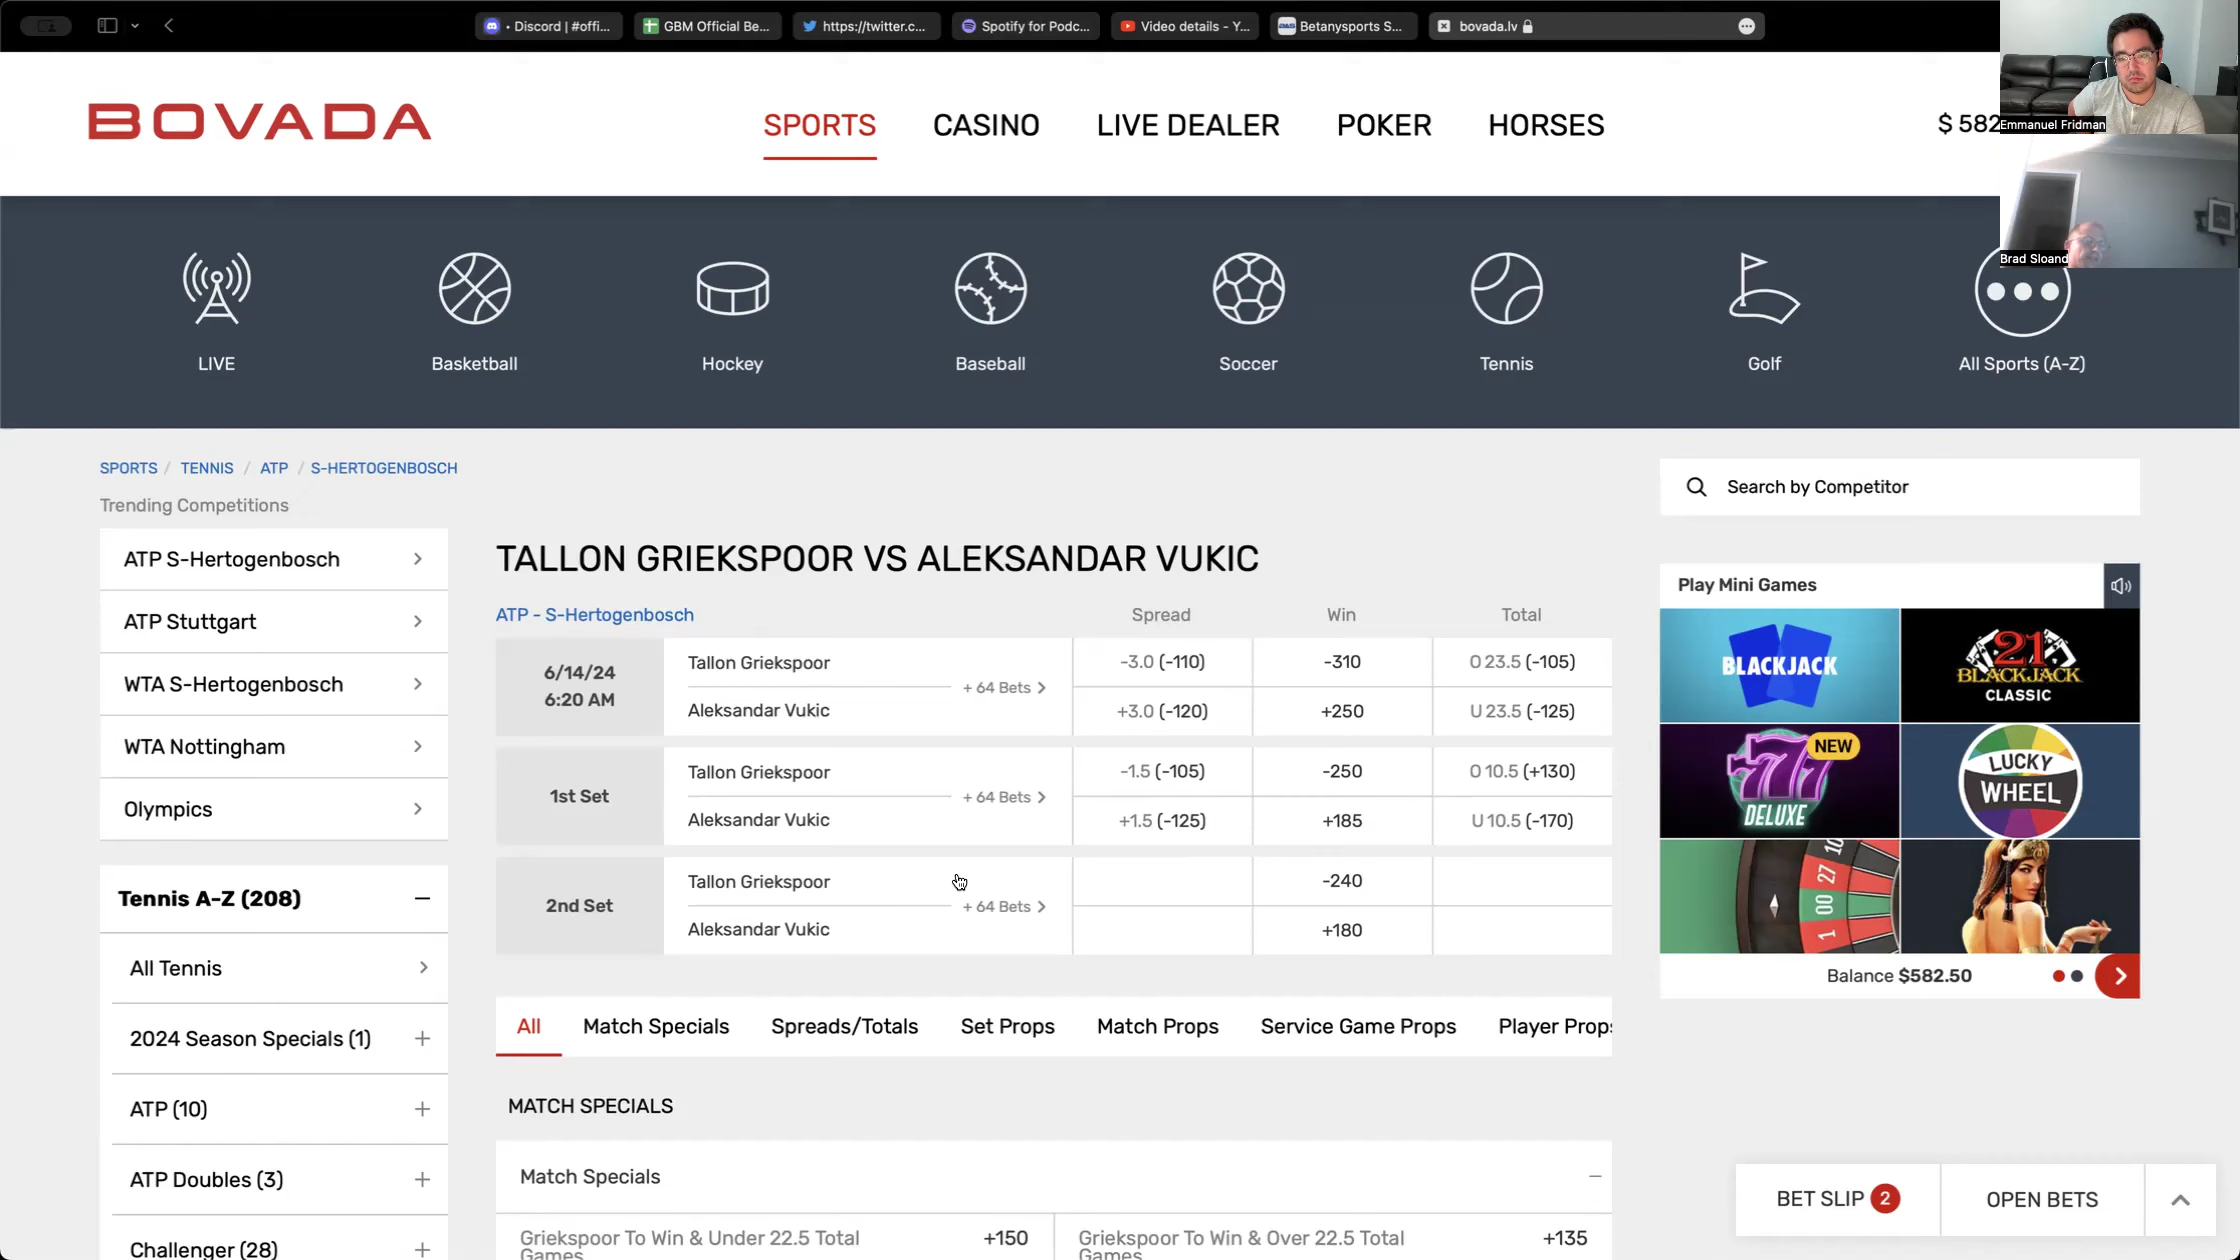 • Discord | #offi...
GBM Official Be...
https://twitter.c...
Spotify for Podc...
Video details - Y...
Betanysports S...
bovada.lv
BOVADA
SPORTS
CASINO
LIVE DEALER
POKER
HORSES
$ 582
Emmanuel Fridman
Brad Sloand
LIVE
Basketball
Hockey
Baseball
Soccer
Tennis
Golf
All Sports (A-Z)
SPORTS / TENNIS / ATP / S-HERTOGENBOSCH
Trending Competitions
ATP S-Hertogenbosch
ATP Stuttgart
WTA S-Hertogenbosch
WTA Nottingham
Olympics
Tennis A-Z (208)
All Tennis
2024 Season Specials (1)
ATP (10)
ATP Doubles (3)
Challenger (28)
TALLON GRIEKSPOOR VS ALEKSANDAR VUKIC
ATP - S-Hertogenbosch Spread Win Total
6/14/24
6:20 AM
Tallon Griekspoor -3.0 (-110) -310 O 23.5 (-105)
+ 64 Bets
Aleksandar Vukic +3.0 (-120) +250 U 23.5 (-125)
1st Set
Tallon Griekspoor -1.5 (-105) -250 O 10.5 (+130)
+ 64 Bets
Aleksandar Vukic +1.5 (-125) +185 U 10.5 (-170)
2nd Set
Tallon Griekspoor -240
+ 64 Bets
Aleksandar Vukic +180
All
Match Specials
Spreads/Totals
Set Props
Match Props
Service Game Props
Player Props
MATCH SPECIALS
Match Specials
Griekspoor To Win & Under 22.5 Total
Games
+150
Griekspoor To Win & Over 22.5 Total
Games
+135
Search by Competitor
Play Mini Games
BLACKJACK
21
BLACKJACK
CLASSIC
NEW
777
DELUXE
LUCKY
WHEEL
10
27
00
1
Balance $582.50
BET SLIP 2
OPEN BETS